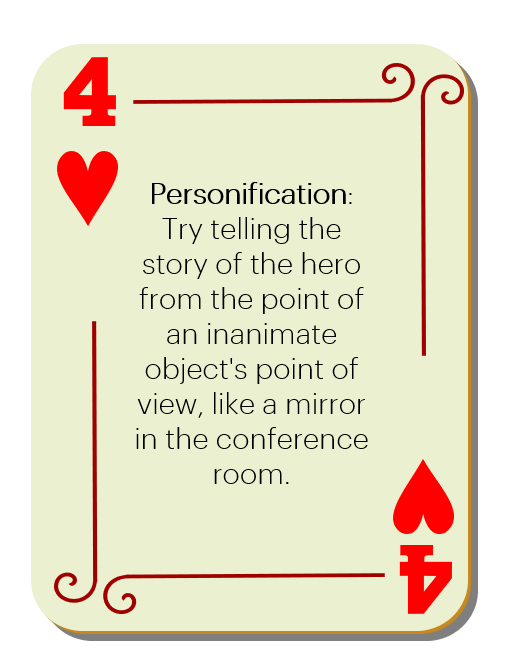 4
Personification:
Try telling the
story of the hero
from the point of
an inanimate
object's point of
view, like a mirror
in the conference
room.
4